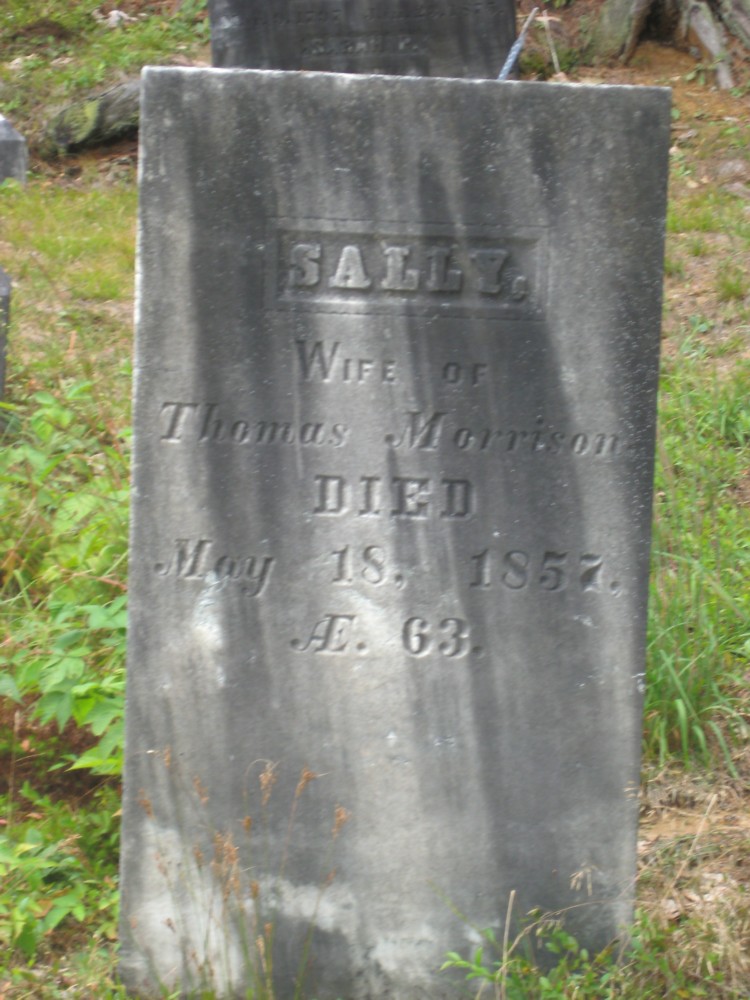 SALLY,
WIFE OF
Thomas Morrison,
DIED
May 18, 1857.
Æ. 63.